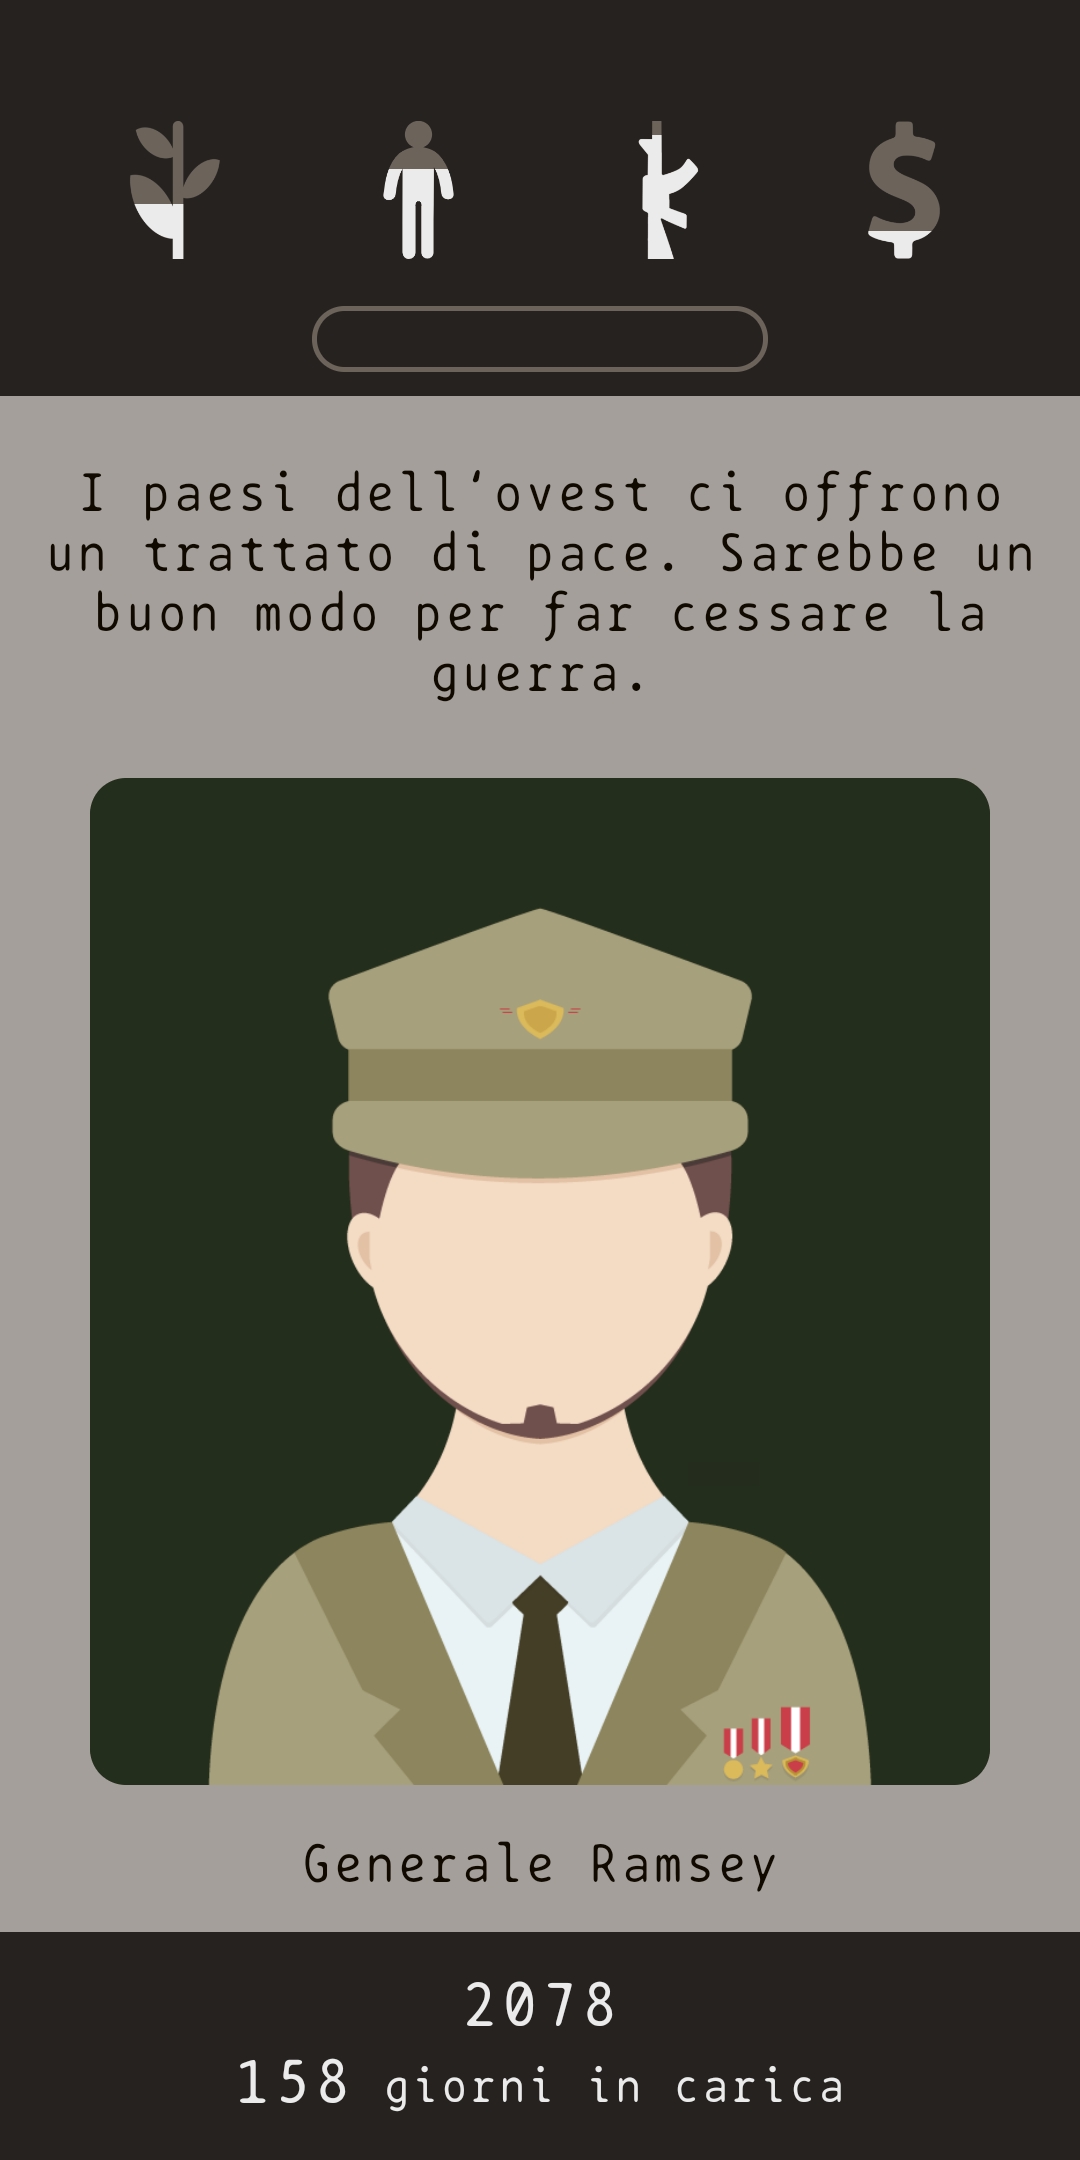 I paesi dell‘ovest ci offrono
un trattato di pace. Sarebbe un
buon modo per far cessare la
guerra.
Generale Ramsey
2078
158 giorni in carica